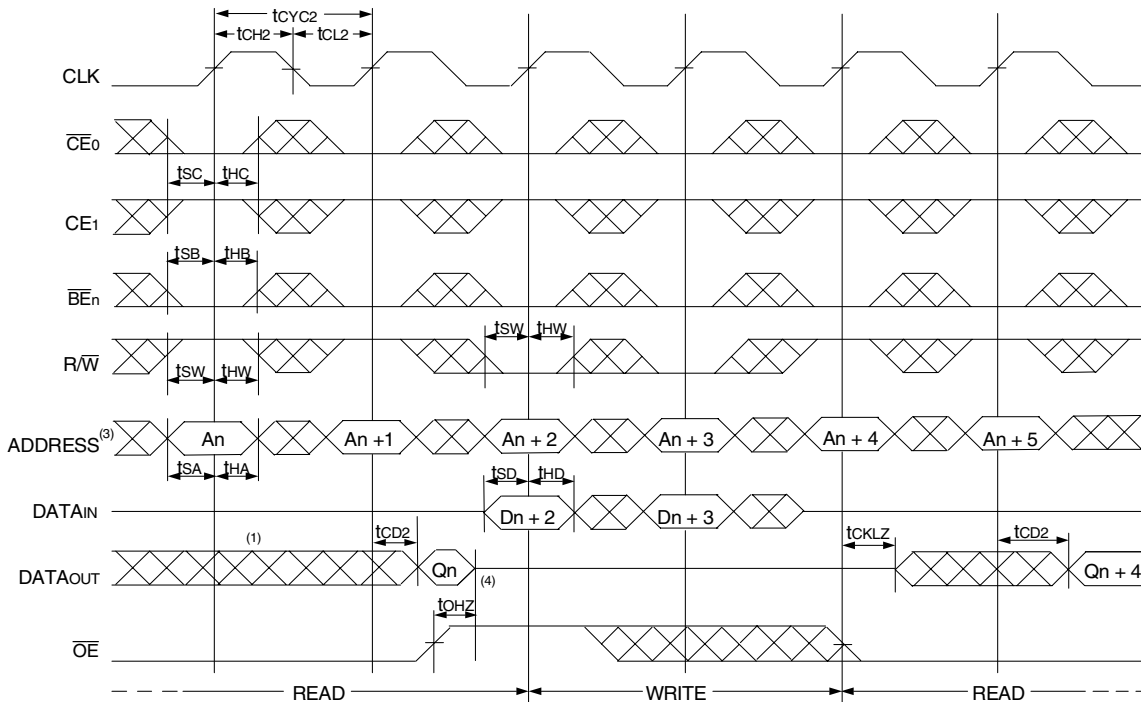 tCYC2
tCH2 tCL2
CLK
CE0
tSC tHC
CE1
tSB tHB
BEn
tSW tHW
R/W
tSW tHW
ADDRESS(3) An An +1 An + 2 An + 3 An + 4 An + 5
tSA tHA tSD tHD
DATAIN Dn + 2 Dn + 3
(1) tCD2 tCKLZ tCD2
DATAOUT Qn (4) Qn + 4
tOHZ
OE
READ WRITE READ